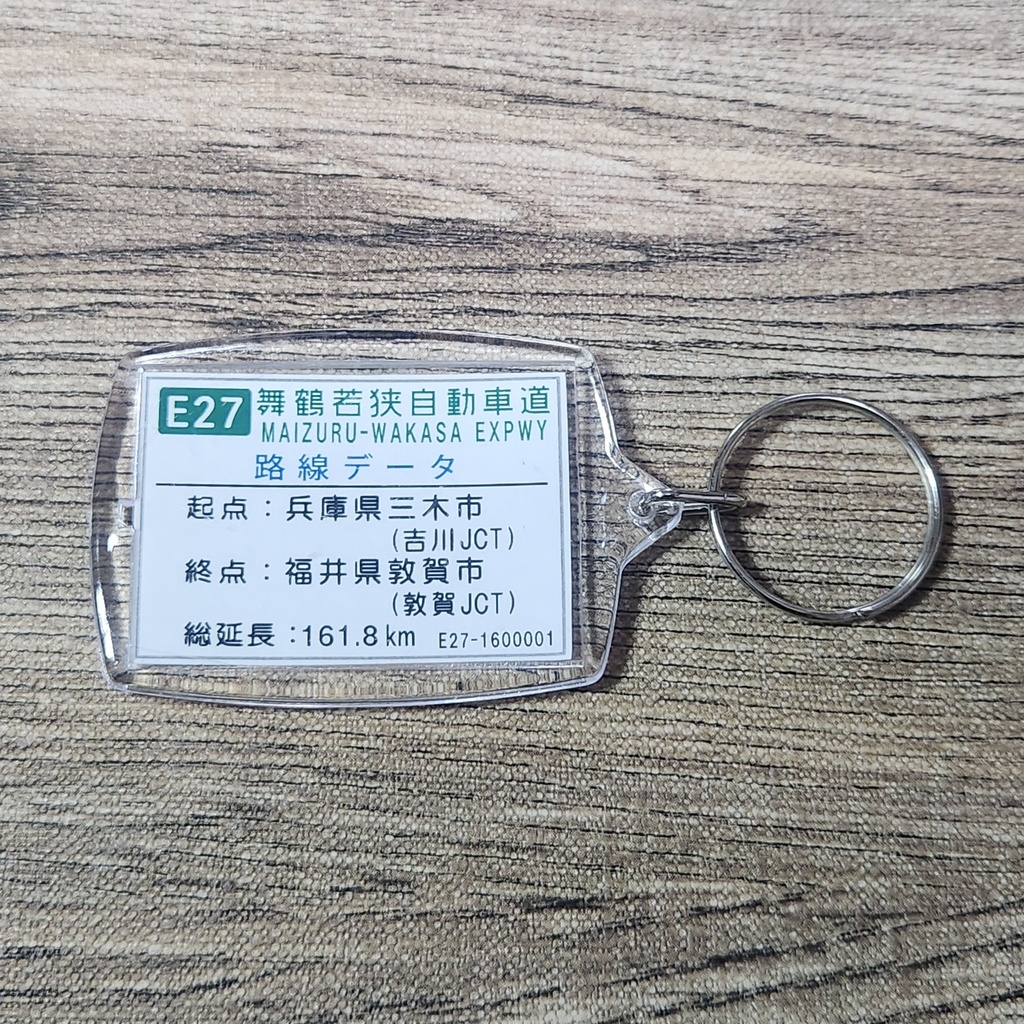 E27 舞鶴若狭自動車道
MAIZURU-WAKASA EXPWY
路線データ
起点：兵庫県三木市
(吉川JCT)
終点：福井県敦賀市
(敦賀JCT)
総延長：161.8km E27-1600001